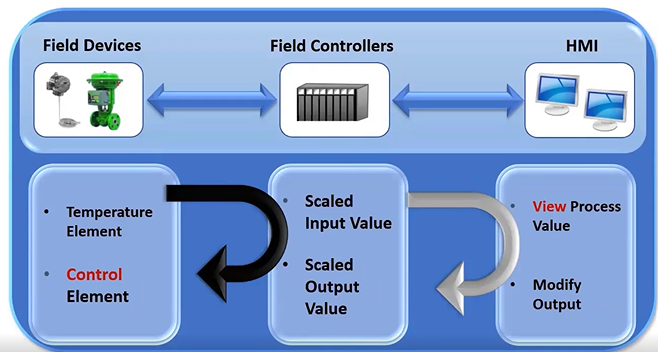 Field Devices
Field Controllers
HMI
• Temperature
Element
• Control
Element
• Scaled
Input Value
• Scaled
Output
Value
• View Process
Value
• Modify
Output